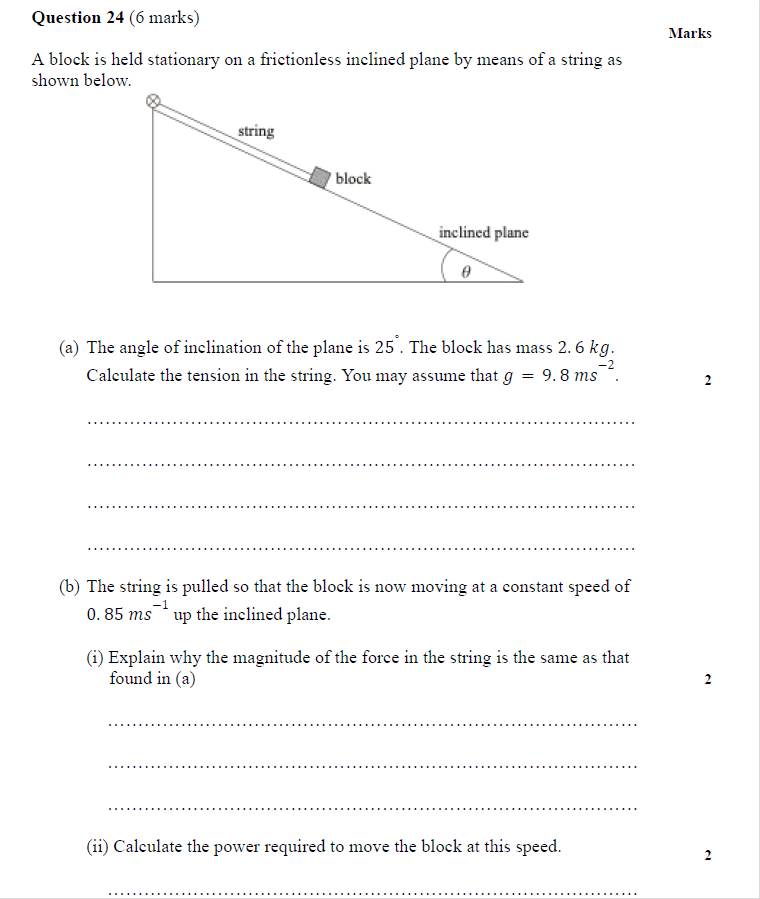 Question 24 (6 marks)
Marks
A block is held stationary on a frictionless inclined plane by means of a string as
shown below.
string
block
inclined plane
θ
(a) The angle of inclination of the plane is 25°. The block has mass 2.6 kg.
Calculate the tension in the string. You may assume that g = 9.8 ms⁻².
2
(b) The string is pulled so that the block is now moving at a constant speed of
0.85 ms⁻¹ up the inclined plane.
(i) Explain why the magnitude of the force in the string is the same as that
found in (a)
2
(ii) Calculate the power required to move the block at this speed.
2